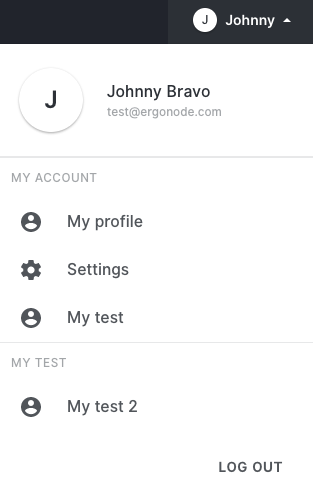 J Johnny
J
Johnny Bravo
test@ergonode.com
MY ACCOUNT
My profile
Settings
My test
MY TEST
My test 2
LOG OUT